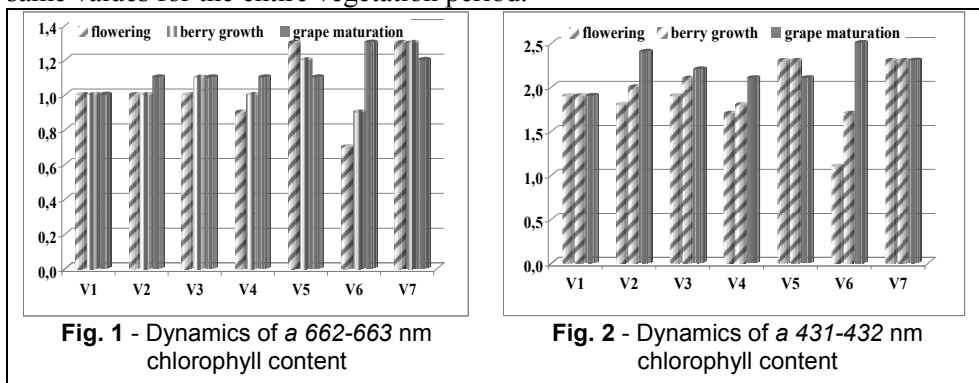 same values for the entire vegetation period.
flowering berry growth grape maturation
1,4
1,2
1,0
0,8
0,6
0,4
0,2
0,0
V1 V2 V3 V4 V5 V6 V7
Fig. 1 - Dynamics of a 662-663 nm
chlorophyll content
flowering berry growth grape maturation
2,5
2,0
1,5
1,0
0,5
0,0
V1 V2 V3 V4 V5 V6 V7
Fig. 2 - Dynamics of a 431-432 nm
chlorophyll content